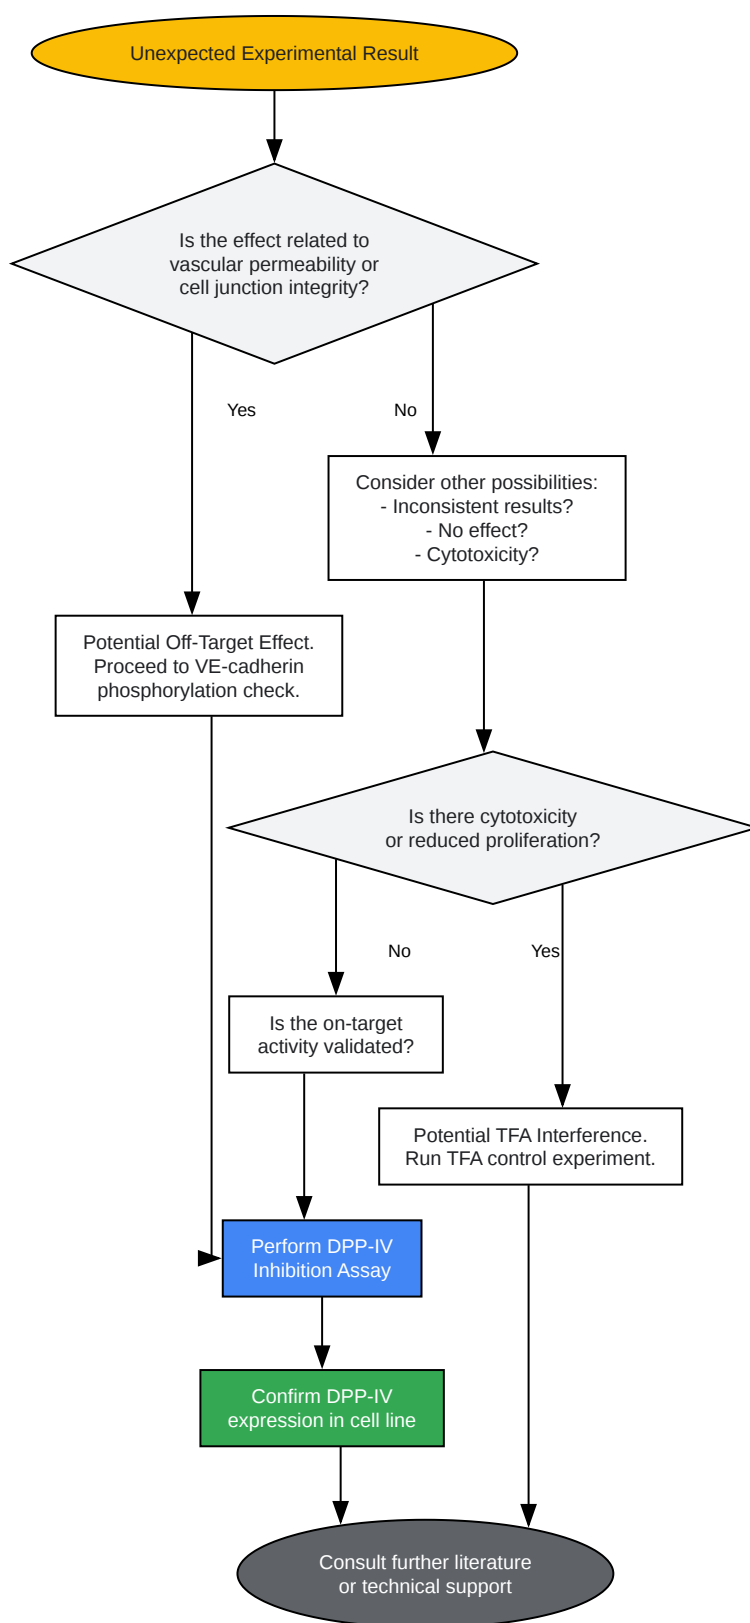 Unexpected Experimental Result
Is the effect related to
vascular permeability or
cell junction integrity?
Yes
No
Consider other possibilities:
- Inconsistent results?
- No effect?
- Cytotoxicity?
Potential Off-Target Effect.
Proceed to VE-cadherin
phosphorylation check.
Is there cytotoxicity
or reduced proliferation?
No
Yes
Is the on-target
activity validated?
Potential TFA Interference.
Run TFA control experiment.
Perform DPP-IV
Inhibition Assay
Confirm DPP-IV
expression in cell line
Consult further literature
or technical support